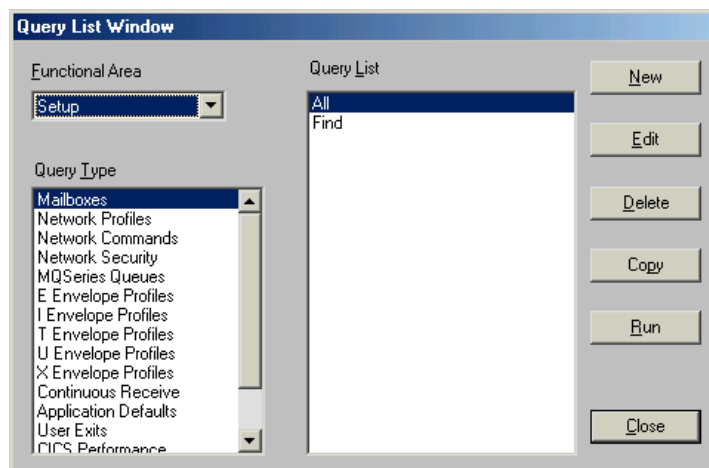 Query List Window
Functional Area
Setup
Query Type
Mailboxes
Network Profiles
Network Commands
Network Security
MQSeries Queues
E Envelope Profiles
I Envelope Profiles
T Envelope Profiles
U Envelope Profiles
X Envelope Profiles
Continuous Receive
Application Defaults
User Exits
CICS Performance
Query List
All
Find
New
Edit
Delete
Copy
Run
Close